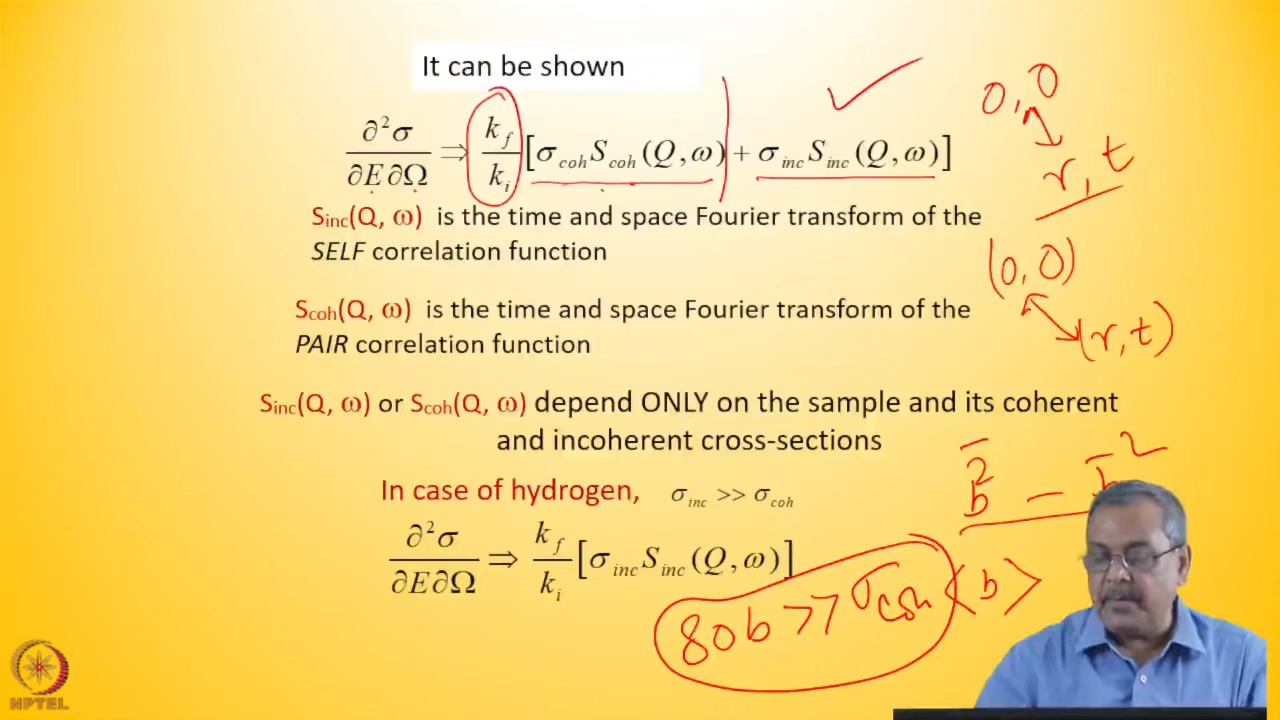 It can be shown
∂²σ/∂E∂Ω ⇒ k_f/k_i [σ_coh S_coh (Q, ω) + σ_inc S_inc (Q, ω)]
0, 0
r, t
S_inc(Q, ω) is the time and space Fourier transform of the
SELF correlation function
(0, 0)
(r, t)
S_coh(Q, ω) is the time and space Fourier transform of the
PAIR correlation function
S_inc(Q, ω) or S_coh(Q, ω) depend ONLY on the sample and its coherent
and incoherent cross-sections
In case of hydrogen, σ_inc >> σ_coh
∂²σ/∂E∂Ω ⇒ k_f/k_i [σ_inc S_inc (Q, ω)]
80b >> σ_coh <b>
NPTEL